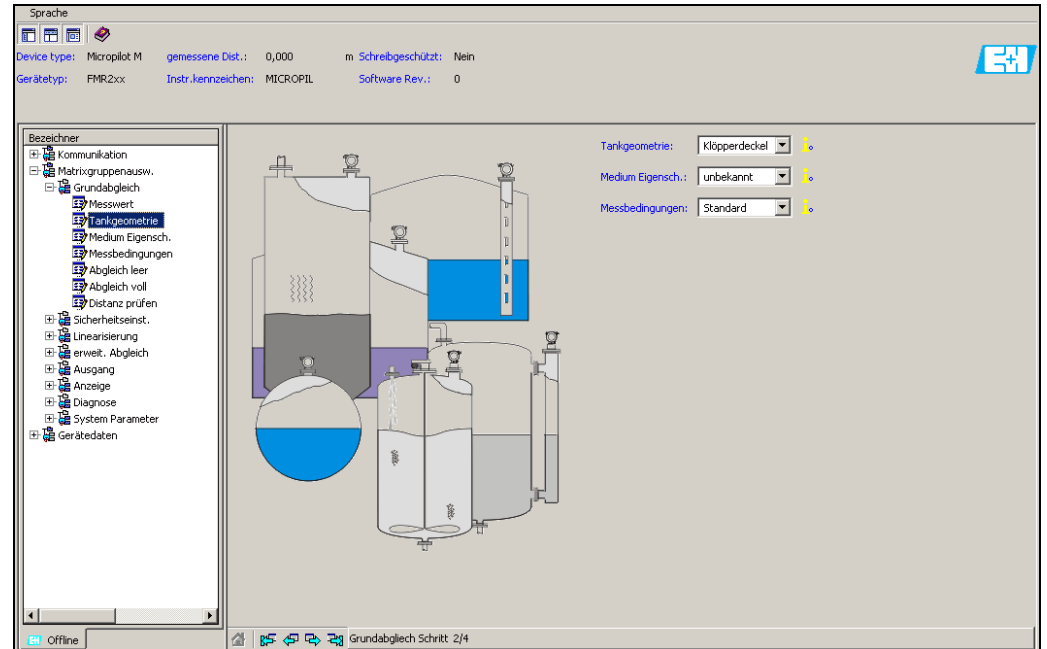 Sprache
Device type: Micropilot M gemessene Dist.: 0,000 m Schreibgeschützt: Nein
Gerätetyp: FMR2xx Instr.kennzeichen: MICROPIL Software Rev.: 0
E+H
Bezeichner
Kommunikation
Matrixgruppenausw.
Grundabgleich
Messwert
Tankgeometrie
Medium Eigensch.
Messbedingungen
Abgleich leer
Abgleich voll
Distanz prüfen
Sicherheitseinst.
Linearisierung
erweit. Abgleich
Ausgang
Anzeige
Diagnose
System Parameter
Gerätedaten
Tankgeometrie: Klöpperdeckel
Medium Eigensch.: unbekannt
Messbedingungen: Standard
Offline
Grundabgliech Schritt 2/4